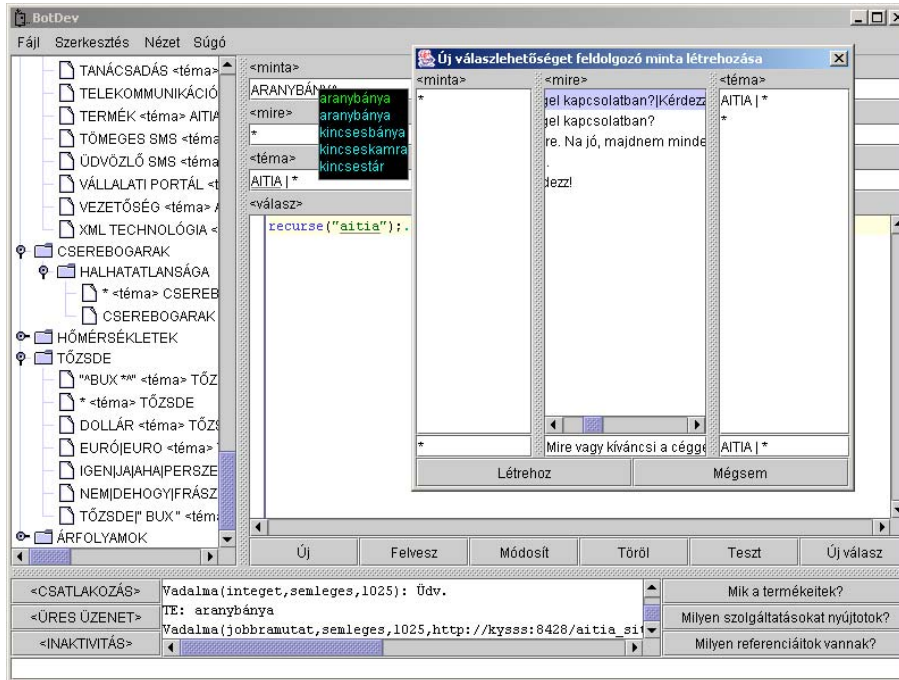 BotDev
Fájl Szerkesztés Nézet Súgó
TANÁCSADÁS <téma>
TELEKOMMUNIKÁCIÓ
TERMÉK <téma> AITIA
TÖMEGES SMS <téma
ÜDVÖZLŐ SMS <téma
VÁLLALATI PORTÁL <t
VEZETŐSÉG <téma>
XML TECHNOLÓGIA <
CSEREBOGARAK
HALHATATLANSÁGA
* <téma> CSEREB
CSEREBOGARAK
HŐMÉRSÉKLETEK
TŐZSDE
"^BUX *^" <téma> TŐZ
* <téma> TŐZSDE
DOLLÁR <téma> TŐZS
EURÓ|EURO <téma>
IGEN|JA|AHA|PERSZE
NEM|DEHOGY|FRÁSZ
TŐZSDE|" BUX " <tém
ÁRFOLYAMOK
<minta>
ARANYBÁNYA
<mire>
*
<téma>
AITIA | *
<válasz>
recurse("aitia");
aranybánya
aranybánya
kincsesbánya
kincseskamra
kincsestár
Új válaszlehetőséget feldolgozó minta létrehozása
<minta> <mire> <téma>
* gel kapcsolatban?|Kérdezz AITIA | *
gel kapcsolatban? *
re. Na jó, majdnem minde
.
dezz!
* Mire vagy kíváncsi a cégge AITIA | *
Létrehoz Mégsem
Új Felvesz Módosít Töröl Teszt Új válasz
<CSATLAKOZÁS>
<ÜRES ÜZENET>
<INAKTIVITÁS>
Vadalma(integet,semleges,1025): Üdv.
TE: aranybánya
Vadalma(jobbramutat,semleges,1025,http://kysss:8428/aitia_sit
Mik a termékeitek?
Milyen szolgáltatásokat nyújtotok?
Milyen referenciáitok vannak?